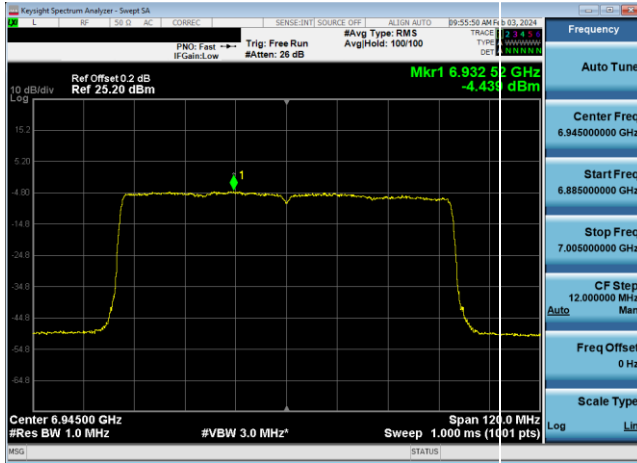 Keysight Spectrum Analyzer - Swept SA
L RF 50 Ω AC CORREC SENSE:INT SOURCE OFF ALIGN AUTO 09:55:50 AM Feb 03, 2024
#Avg Type: RMS
TRACE 1 2 3 4 5 6
PNO: Fast Trig: Free Run Avg|Hold: 100/100
TYPE A WWWWW
IFGain:Low #Atten: 26 dB
DET A NNNNN
Mkr1 6.932 52 GHz
-4.439 dBm
Ref Offset 0.2 dB
10 dB/div Ref 25.20 dBm
Log
15.2
5.20
-4.80
-14.8
-24.8
-34.8
-44.8
-54.8
-64.8
1
Center 6.94500 GHz Span 120.0 MHz
#Res BW 1.0 MHz #VBW 3.0 MHz* Sweep 1.000 ms (1001 pts)
MSG STATUS
Frequency
Auto Tune
Center Freq
6.945000000 GHz
Start Freq
6.885000000 GHz
Stop Freq
7.005000000 GHz
CF Step
12.000000 MHz
Auto Man
Freq Offset
0 Hz
Scale Type
Log Lin